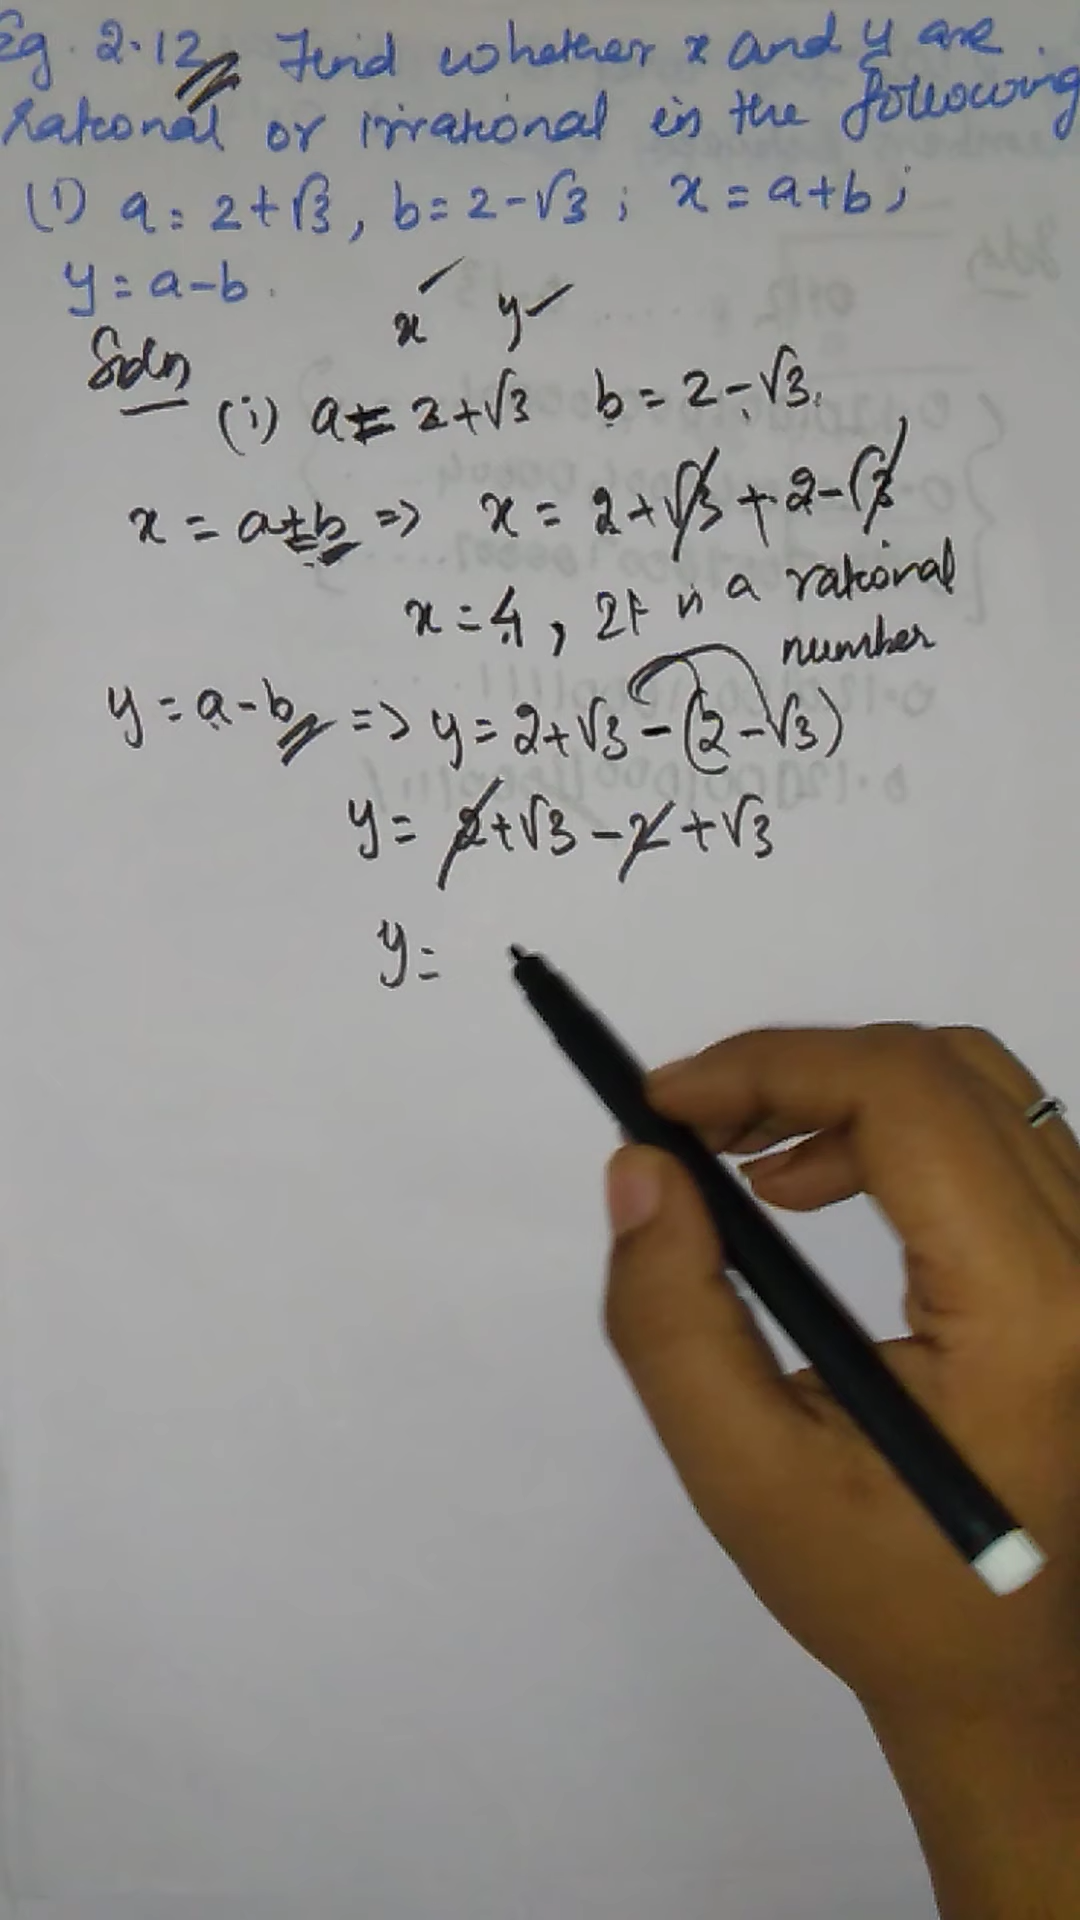 Eg. 2.12 Find whether x and y are
rational or irrational in the following
(i) a = 2+√3, b = 2-√3 ; x = a+b ;
y = a-b.
x y
Soln
(i) a = 2+√3 b = 2-√3.
x = a+b => x = 2+√3 + 2-√3
x = 4, It is a rational
number
y = a-b => y = 2+√3 - (2-√3)
y = 2+√3 - 2 + √3
y =